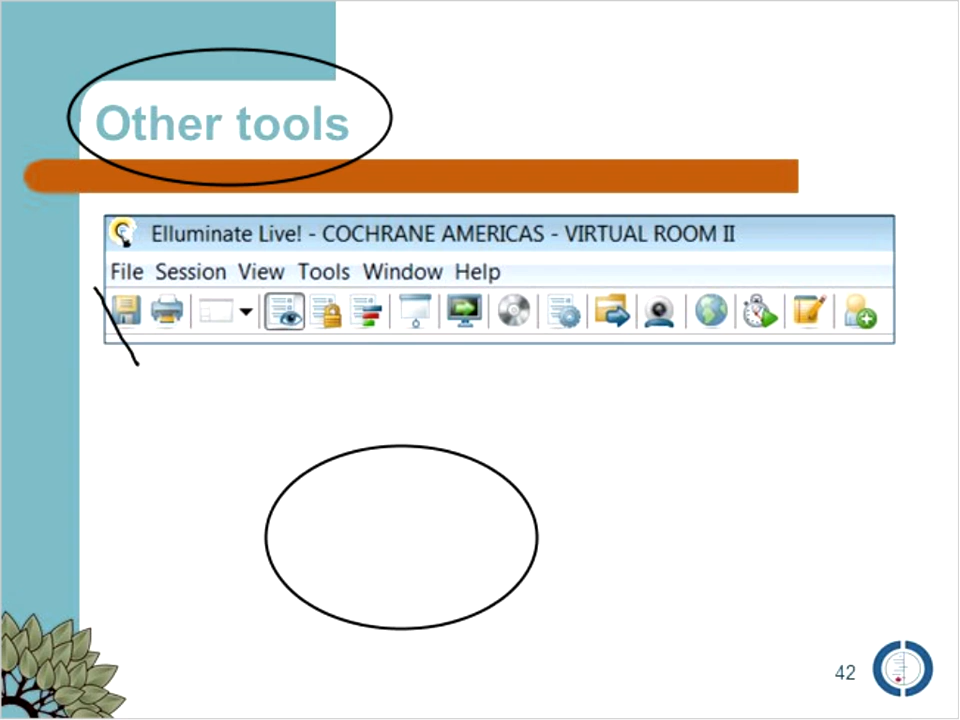 Other tools
Elluminate Live! - COCHRANE AMERICAS - VIRTUAL ROOM II
File Session View Tools Window Help
42